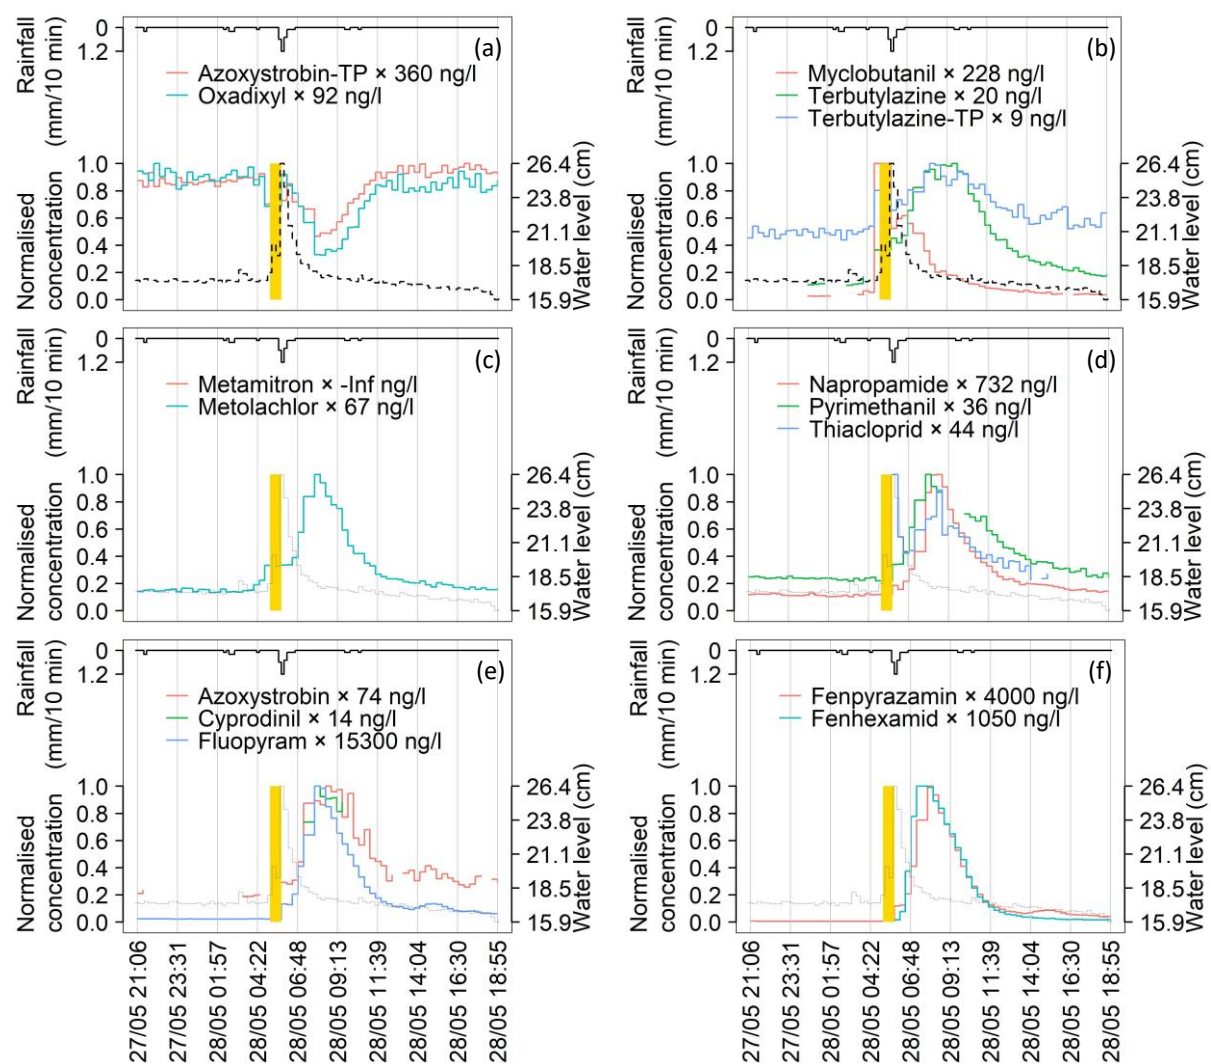 Rainfall
(mm/10 min)
0
1.2
(a)
Azoxystrobin-TP × 360 ng/l
Oxadixyl × 92 ng/l
Normalised
concentration
1.0
0.8
0.6
0.4
0.2
0.0
26.4
23.8
21.1
18.5
15.9
Water level (cm)
Rainfall
(mm/10 min)
0
1.2
(b)
Myclobutanil × 228 ng/l
Terbutylazine × 20 ng/l
Terbutylazine-TP × 9 ng/l
Normalised
concentration
1.0
0.8
0.6
0.4
0.2
0.0
26.4
23.8
21.1
18.5
15.9
Water level (cm)
Rainfall
(mm/10 min)
0
1.2
(c)
Metamitron × -Inf ng/l
Metolachlor × 67 ng/l
Normalised
concentration
1.0
0.8
0.6
0.4
0.2
0.0
26.4
23.8
21.1
18.5
15.9
Water level (cm)
Rainfall
(mm/10 min)
0
1.2
(d)
Napropamide × 732 ng/l
Pyrimethanil × 36 ng/l
Thiacloprid × 44 ng/l
Normalised
concentration
1.0
0.8
0.6
0.4
0.2
0.0
26.4
23.8
21.1
18.5
15.9
Water level (cm)
Rainfall
(mm/10 min)
0
1.2
(e)
Azoxystrobin × 74 ng/l
Cyprodinil × 14 ng/l
Fluopyram × 15300 ng/l
Normalised
concentration
1.0
0.8
0.6
0.4
0.2
0.0
26.4
23.8
21.1
18.5
15.9
Water level (cm)
27/05 21:06
27/05 23:31
28/05 01:57
28/05 04:22
28/05 06:48
28/05 09:13
28/05 11:39
28/05 14:04
28/05 16:30
28/05 18:55
Rainfall
(mm/10 min)
0
1.2
(f)
Fenpyrazamin × 4000 ng/l
Fenhexamid × 1050 ng/l
Normalised
concentration
1.0
0.8
0.6
0.4
0.2
0.0
26.4
23.8
21.1
18.5
15.9
Water level (cm)
27/05 21:06
27/05 23:31
28/05 01:57
28/05 04:22
28/05 06:48
28/05 09:13
28/05 11:39
28/05 14:04
28/05 16:30
28/05 18:55